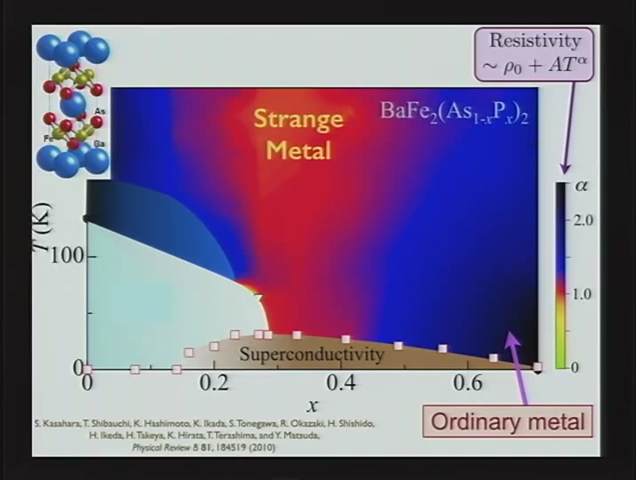 Resistivity
~ ρ₀ + AT^α
Strange
Metal
BaFe₂(As₁₋ₓPₓ)₂
As
Fe
Ba
α
2.0
1.0
0
T (K)
100
0
Superconductivity
0
0.2
0.4
0.6
x
Ordinary metal
S. Kasahara, T. Shibauchi, K. Hashimoto, K. Ikada, S. Tonegawa, R. Okazaki, H. Shishido,
H. Ikeda, H. Takeya, K. Hirata, T. Terashima, and Y. Matsuda,
Physical Review B 81, 184519 (2010)